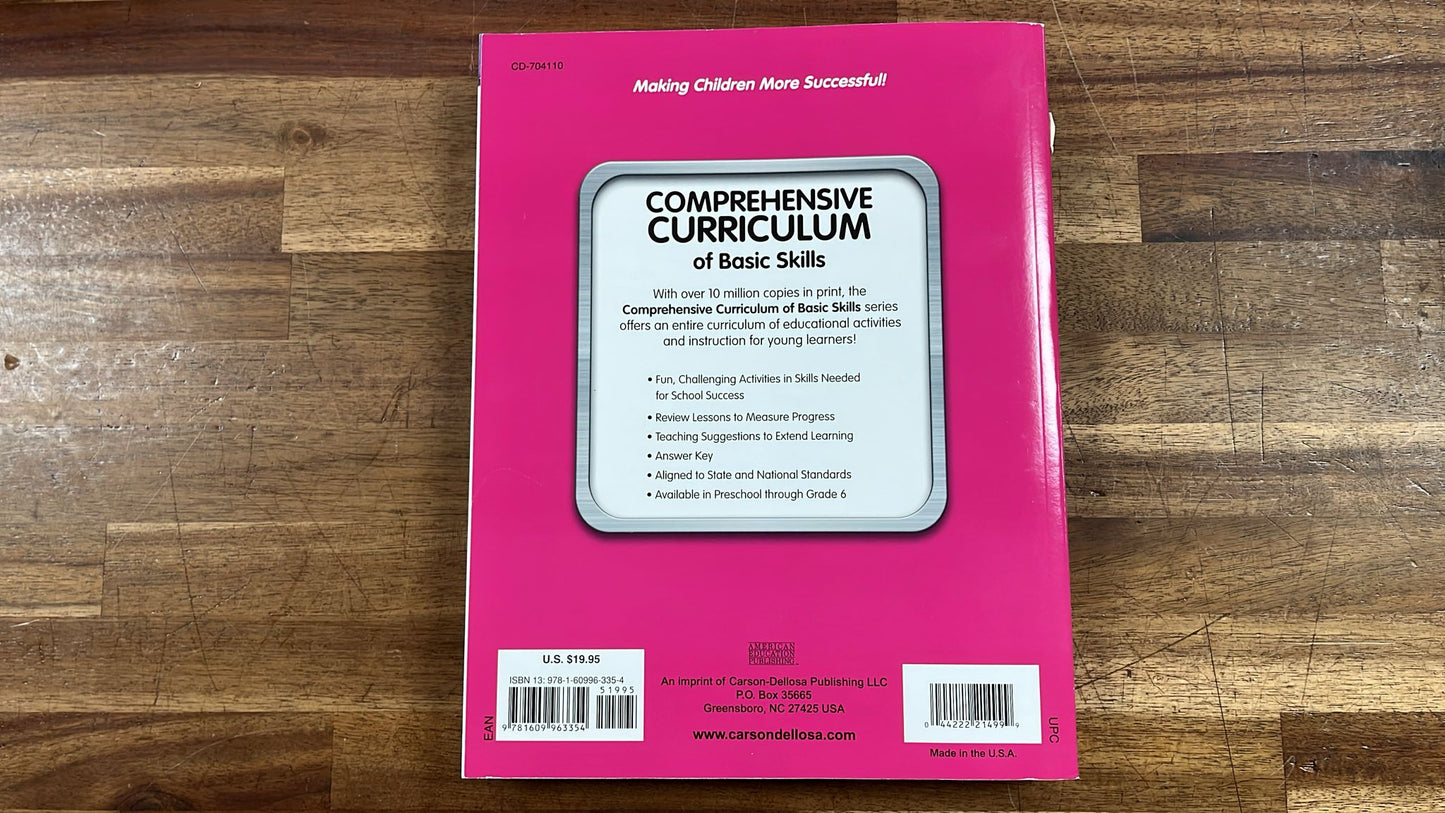 CD-704110
Making Children More Successful!
COMPREHENSIVE
CURRICULUM
of Basic Skills
With over 10 million copies in print, the
Comprehensive Curriculum of Basic Skills series
offers an entire curriculum of educational activities
and instruction for young learners!
• Fun, Challenging Activities in Skills Needed
for School Success
• Review Lessons to Measure Progress
• Teaching Suggestions to Extend Learning
• Answer Key
• Aligned to State and National Standards
• Available in Preschool through Grade 6
U.S. $19.95
ISBN 13: 978-1-60996-335-4
51995
9 781609 963354
EAN
AMERICAN
EDUCATION
PUBLISHING
An imprint of Carson-Dellosa Publishing LLC
P.O. Box 35665
Greensboro, NC 27425 USA
www.carsondellosa.com
0 44222 21499 9
UPC
Made in the U.S.A.